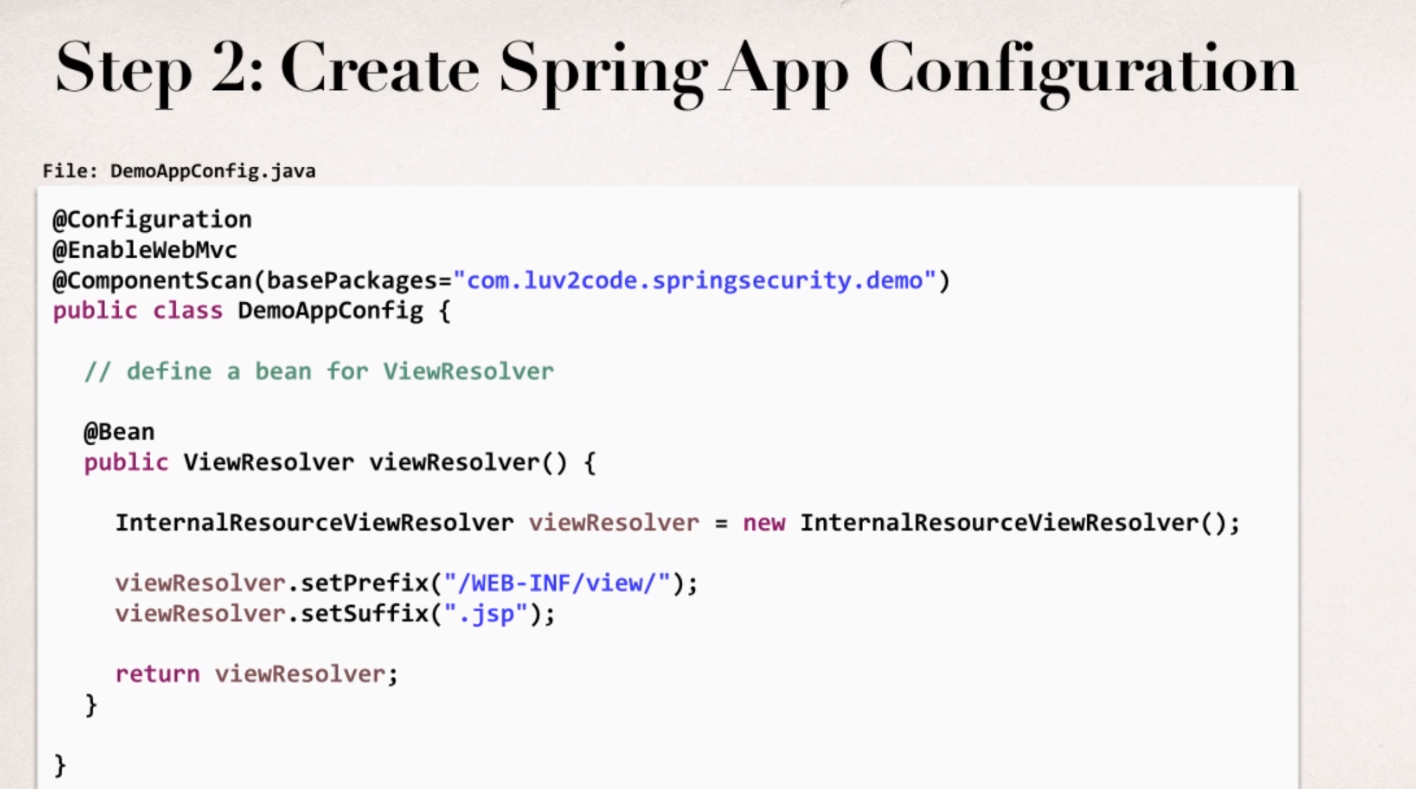 Step 2: Create Spring App Configuration
File: DemoAppConfig.java
@Configuration
@EnableWebMvc
@ComponentScan(basePackages="com.luv2code.springsecurity.demo")
public class DemoAppConfig {
// define a bean for ViewResolver
@Bean
public ViewResolver viewResolver() {
InternalResourceViewResolver viewResolver = new InternalResourceViewResolver();
viewResolver.setPrefix("/WEB-INF/view/");
viewResolver.setSuffix(".jsp");
return viewResolver;
}
}